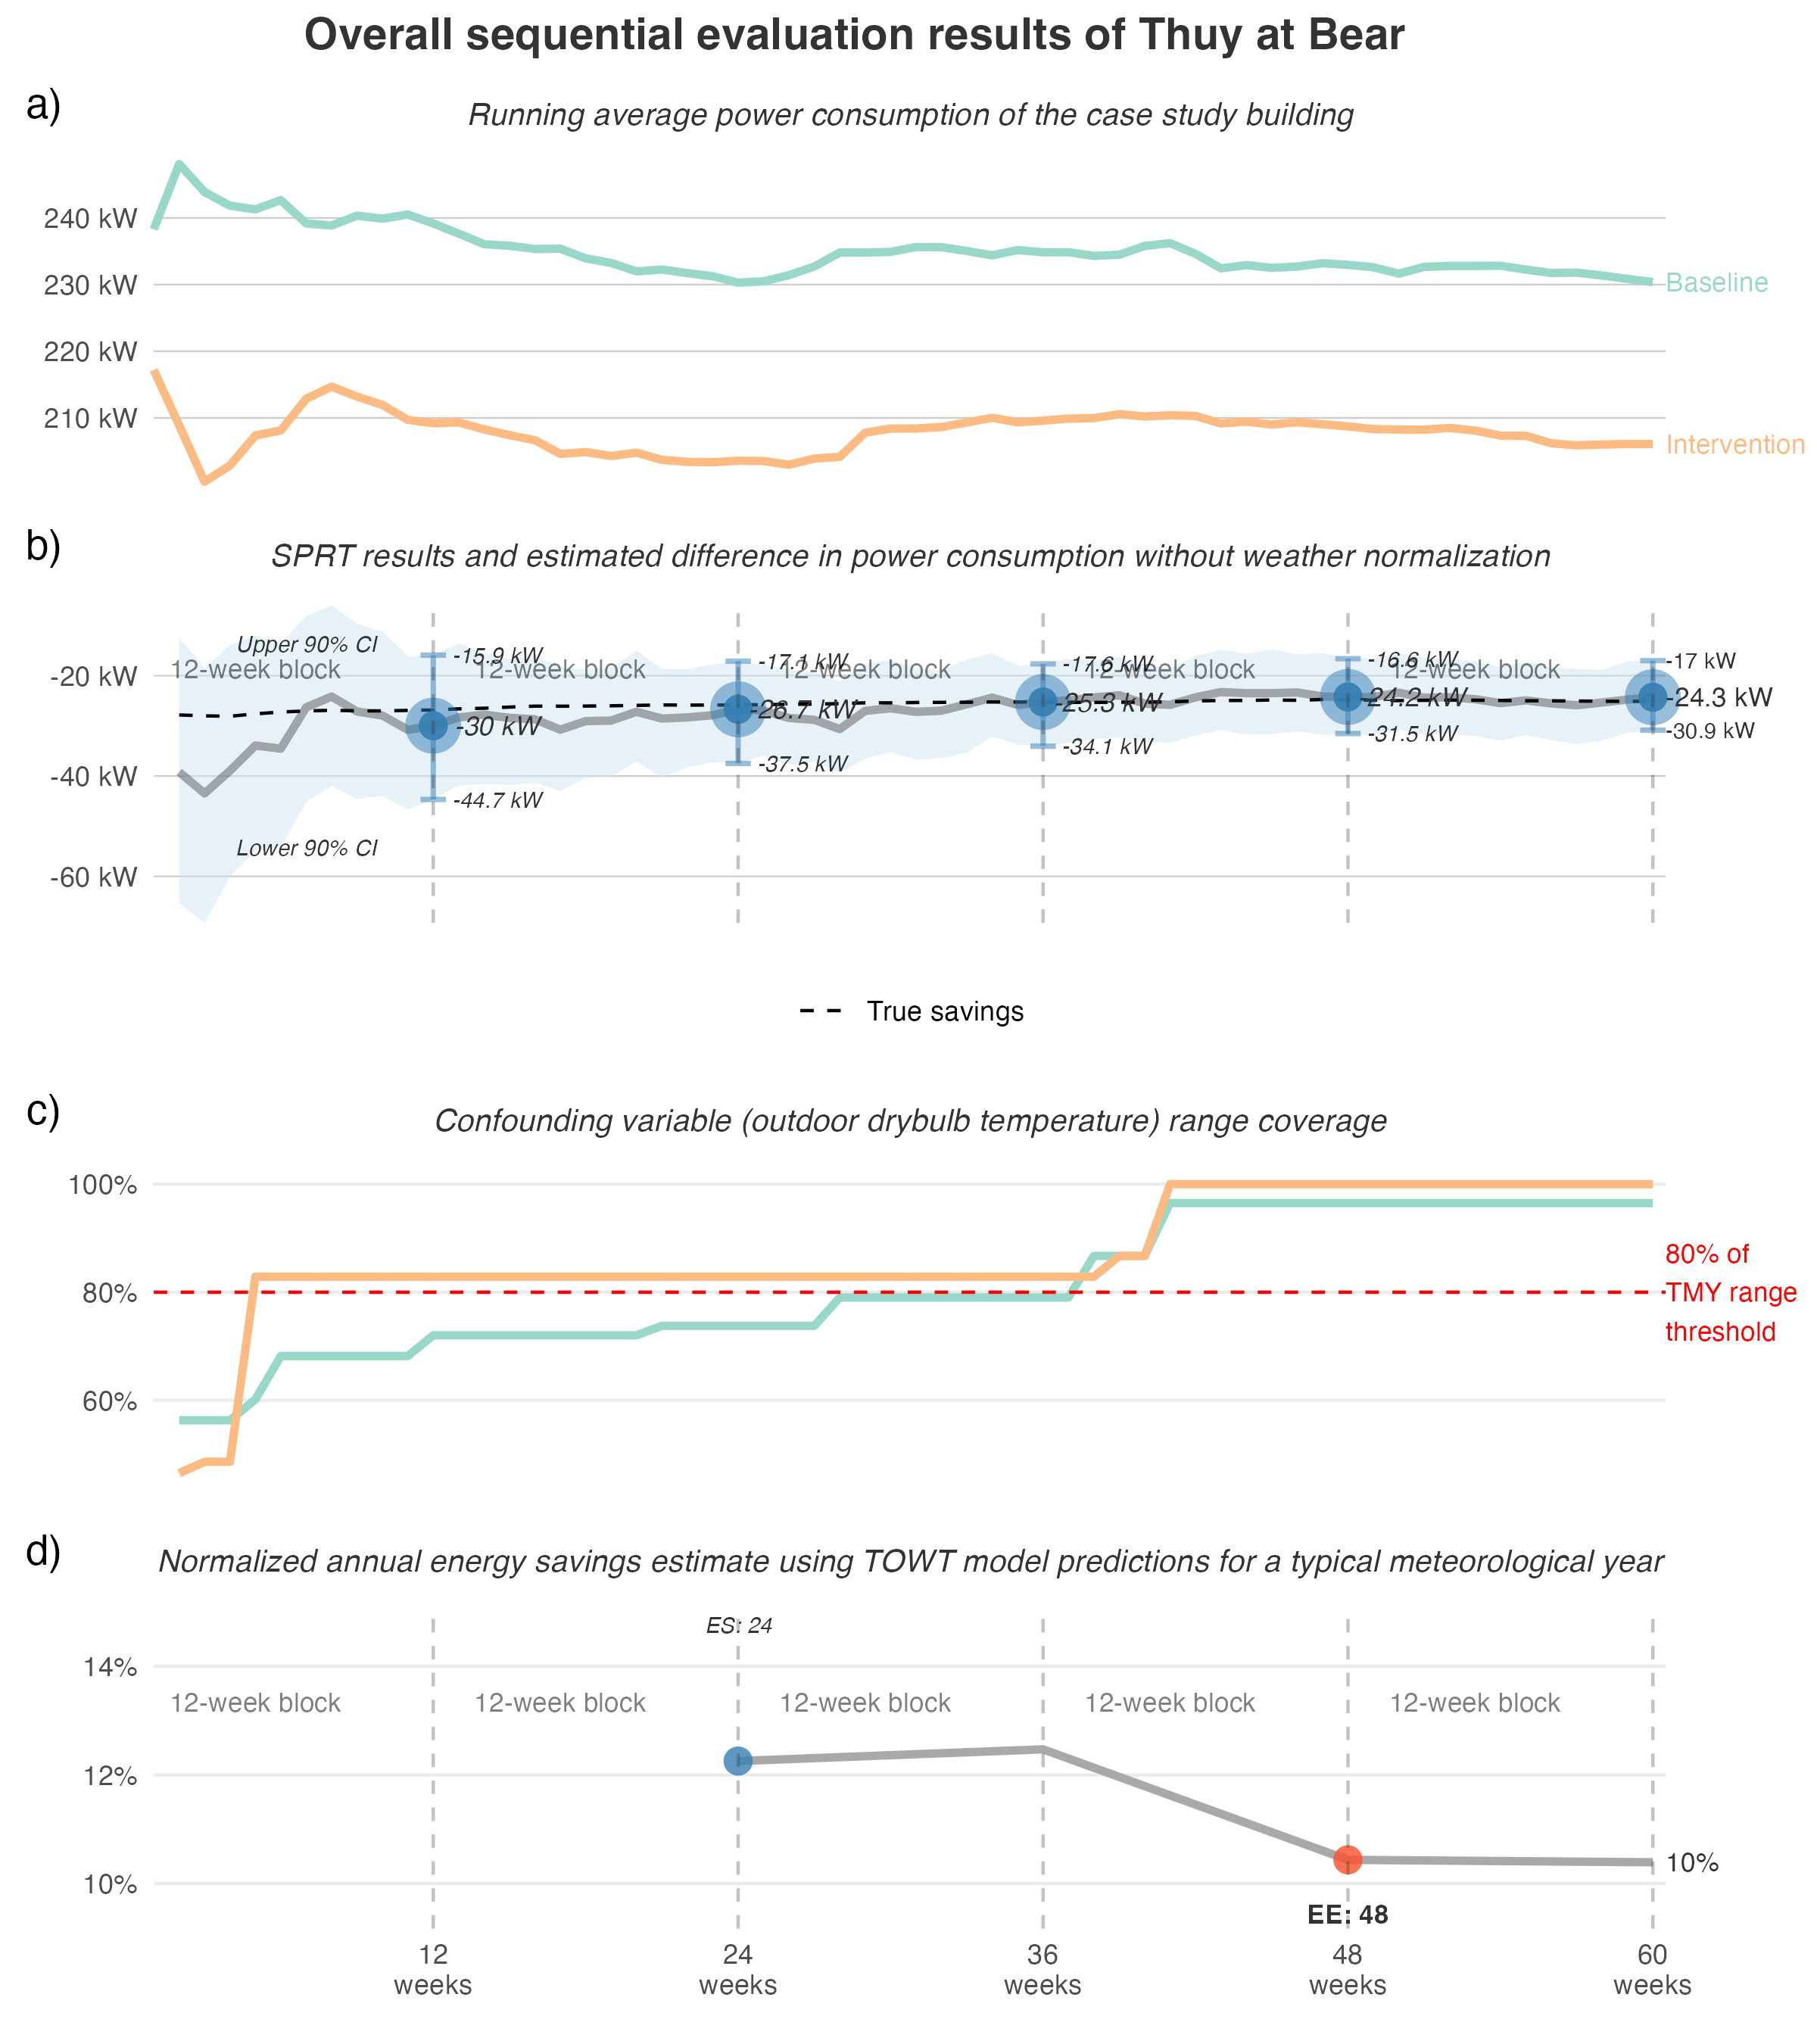 Overall sequential evaluation results of Thuy at Bear
a)
Running average power consumption of the case study building
240 kW
230 kW
Baseline
220 kW
210 kW
Intervention
b)
SPRT results and estimated difference in power consumption without weather normalization
Upper 90% CI
-15.9 kW
-17.1 kW
-17.6 kW
-16.6 kW
-17 kW
12-week block
12-week block
12-week block
12-week block
12-week block
-20 kW
-30 kW
-26.7 kW
-25.3 kW
-24.2 kW
-24.3 kW
-44.7 kW
-37.5 kW
-34.1 kW
-31.5 kW
-30.9 kW
-40 kW
Lower 90% CI
-60 kW
True savings
c)
Confounding variable (outdoor drybulb temperature) range coverage
100%
80%
60%
80% of
TMY range
threshold
d)
Normalized annual energy savings estimate using TOWT model predictions for a typical meteorological year
ES: 24
14%
12-week block
12-week block
12-week block
12-week block
12-week block
12%
10%
10%
EE: 48
12
weeks
24
weeks
36
weeks
48
weeks
60
weeks